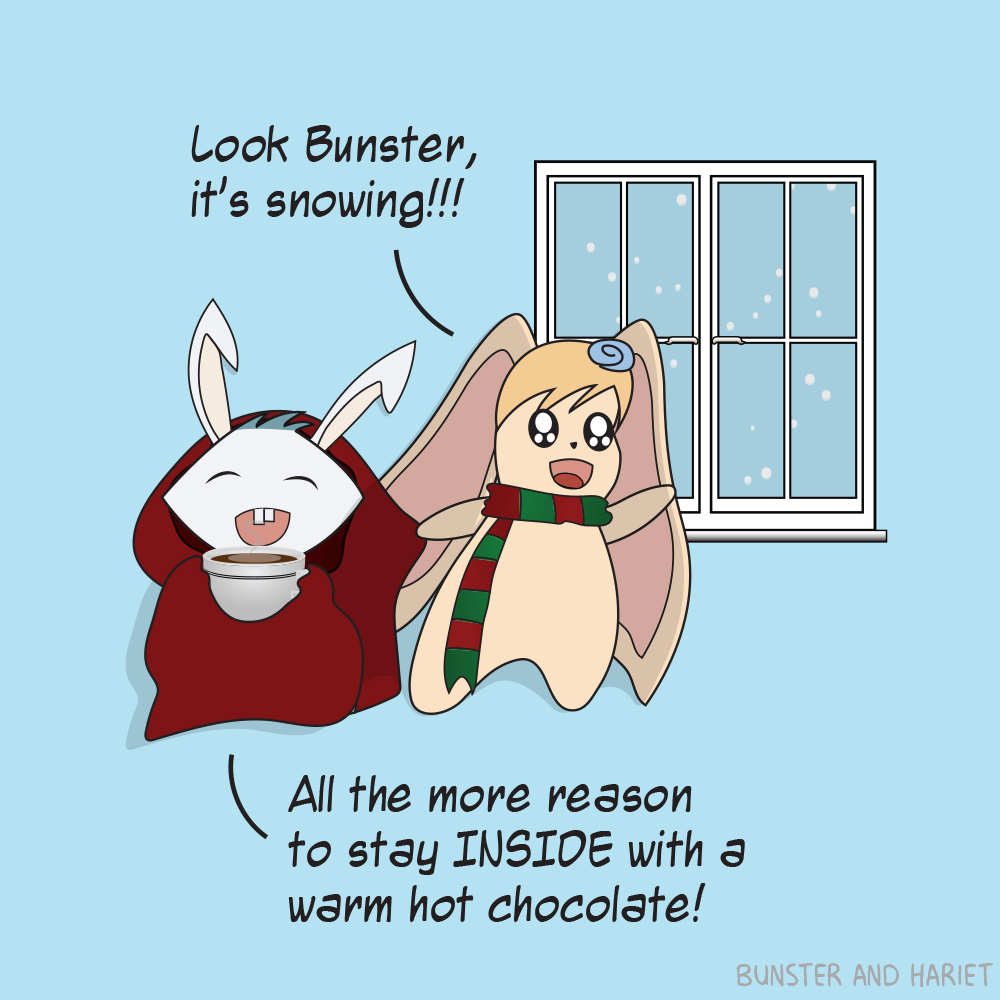 Look Bunster,
it's snowing!!!
All the more reason
to stay INSIDE with a
warm hot chocolate!
BUNSTER AND HARIET